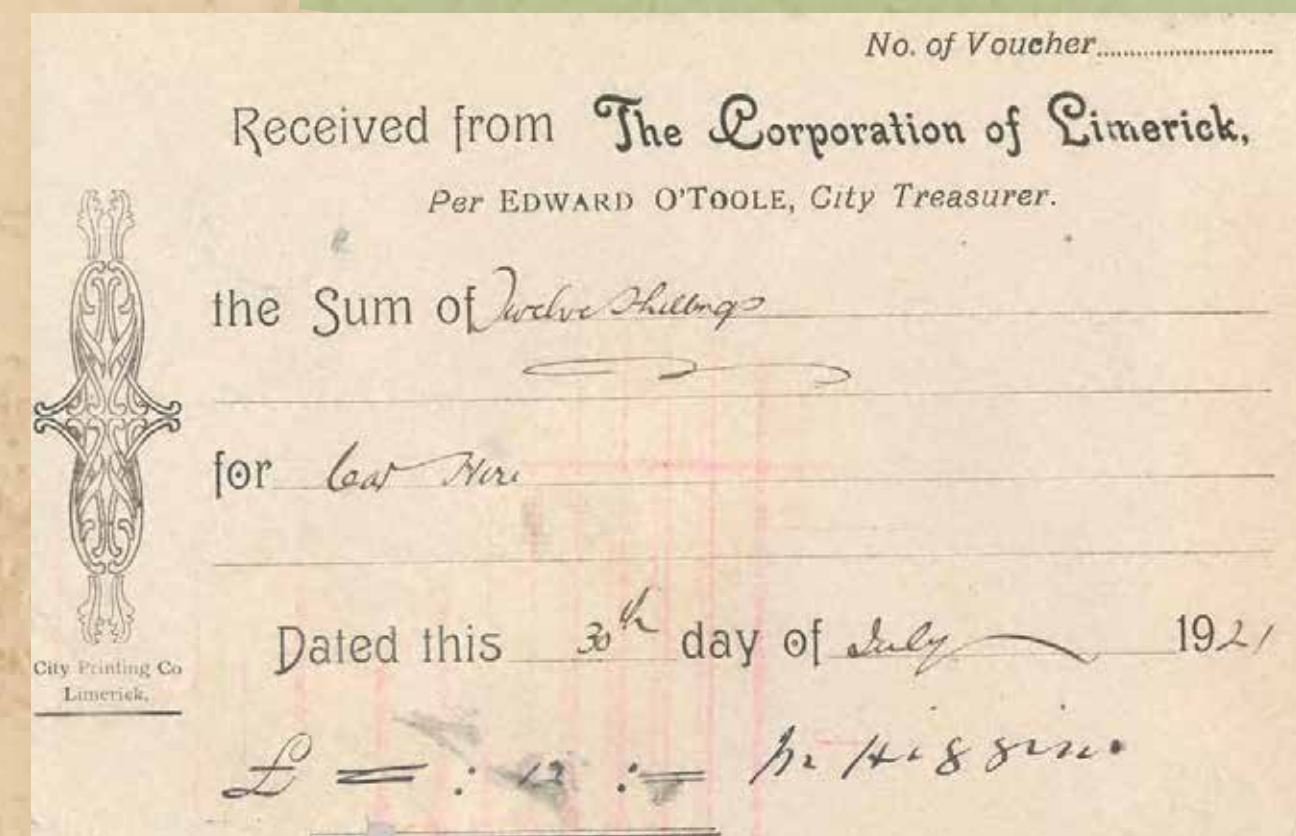 No. of Voucher
Received from The Corporation of Limerick,
Per EDWARD O'TOOLE, City Treasurer.
the Sum of Twelve Shillings
for Car Hire
Dated this 30th day of July 1921
City Printing Co
Limerick.
£ = : 12 : = M Higgins